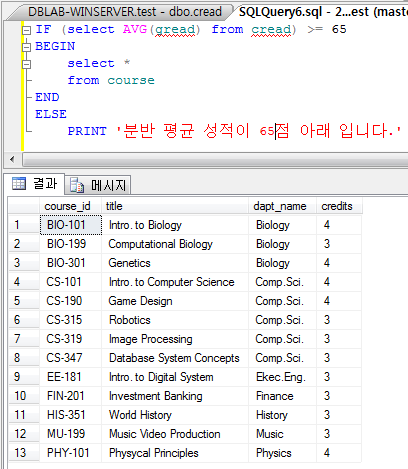 DBLAB-WINSERVER.test - dbo.cread SQLQuery6.sql - 2...est (mast
IF (select AVG(gread) from cread) >= 65
BEGIN
select *
from course
END
ELSE
PRINT '분반 평균 성적이 65점 아래 입니다.'
결과 메시지
course_id title dapt_name credits
1 BIO-101 Intro. to Biology Biology 4
2 BIO-199 Computational Biology Biology 3
3 BIO-301 Genetics Biology 4
4 CS-101 Intro. to Computer Science Comp.Sci. 4
5 CS-190 Game Design Comp.Sci. 4
6 CS-315 Robotics Comp.Sci. 3
7 CS-319 Image Processing Comp.Sci. 3
8 CS-347 Database System Concepts Comp.Sci. 3
9 EE-181 Intro. to Digital System Ekec.Eng. 3
10 FIN-201 Investment Banking Finance 3
11 HIS-351 World History History 3
12 MU-199 Music Video Production Music 3
13 PHY-101 Physycal Principles Physics 4